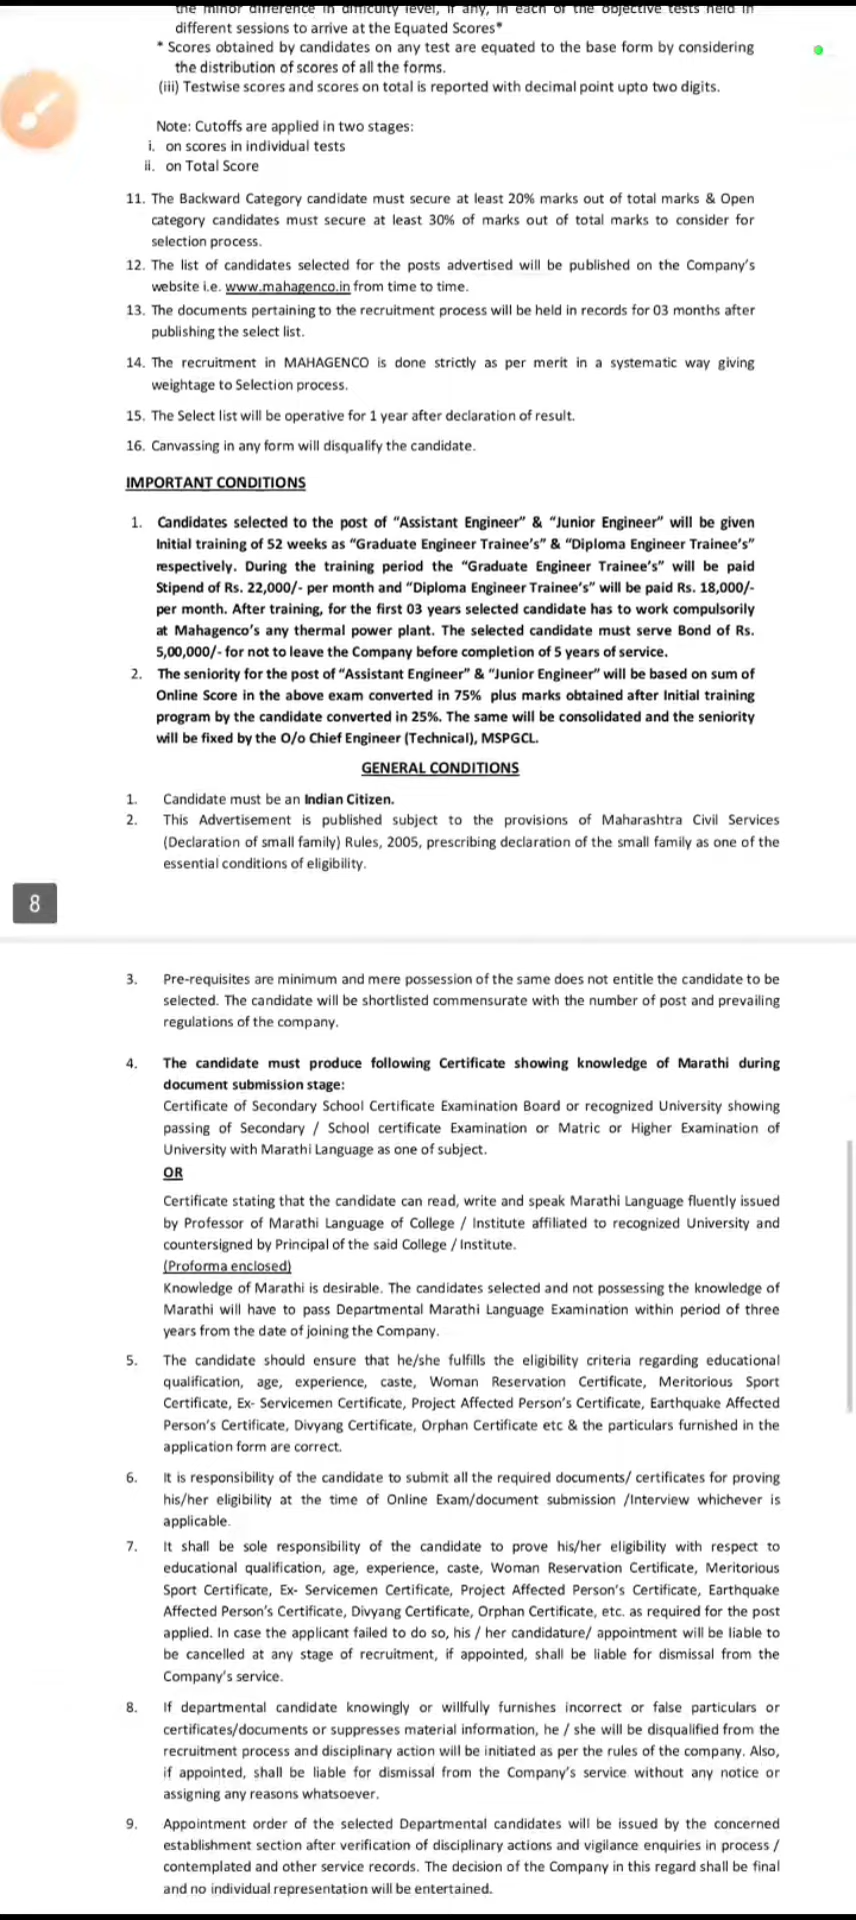 the minor difference in difficulty level, if any, in each of the objective tests held in
different sessions to arrive at the Equated Scores*
* Scores obtained by candidates on any test are equated to the base form by considering
the distribution of scores of all the forms.
(iii) Testwise scores and scores on total is reported with decimal point upto two digits.
Note: Cutoffs are applied in two stages:
i. on scores in individual tests
ii. on Total Score
11. The Backward Category candidate must secure at least 20% marks out of total marks & Open
category candidates must secure at least 30% of marks out of total marks to consider for
selection process.
12. The list of candidates selected for the posts advertised will be published on the Company's
website i.e. www.mahagenco.in from time to time.
13. The documents pertaining to the recruitment process will be held in records for 03 months after
publishing the select list.
14. The recruitment in MAHAGENCO is done strictly as per merit in a systematic way giving
weightage to Selection process.
15. The Select list will be operative for 1 year after declaration of result.
16. Canvassing in any form will disqualify the candidate.
IMPORTANT CONDITIONS
1. Candidates selected to the post of "Assistant Engineer" & "Junior Engineer" will be given
Initial training of 52 weeks as "Graduate Engineer Trainee's" & "Diploma Engineer Trainee's"
respectively. During the training period the "Graduate Engineer Trainee's" will be paid
Stipend of Rs. 22,000/- per month and "Diploma Engineer Trainee's" will be paid Rs. 18,000/-
per month. After training, for the first 03 years selected candidate has to work compulsorily
at Mahagenco's any thermal power plant. The selected candidate must serve Bond of Rs.
5,00,000/- for not to leave the Company before completion of 5 years of service.
2. The seniority for the post of "Assistant Engineer" & "Junior Engineer" will be based on sum of
Online Score in the above exam converted in 75% plus marks obtained after Initial training
program by the candidate converted in 25%. The same will be consolidated and the seniority
will be fixed by the O/o Chief Engineer (Technical), MSPGCL.
GENERAL CONDITIONS
1. Candidate must be an Indian Citizen.
2. This Advertisement is published subject to the provisions of Maharashtra Civil Services
(Declaration of small family) Rules, 2005, prescribing declaration of the small family as one of the
essential conditions of eligibility.
8
3. Pre-requisites are minimum and mere possession of the same does not entitle the candidate to be
selected. The candidate will be shortlisted commensurate with the number of post and prevailing
regulations of the company.
4. The candidate must produce following Certificate showing knowledge of Marathi during
document submission stage:
Certificate of Secondary School Certificate Examination Board or recognized University showing
passing of Secondary / School certificate Examination or Matric or Higher Examination of
University with Marathi Language as one of subject.
OR
Certificate stating that the candidate can read, write and speak Marathi Language fluently issued
by Professor of Marathi Language of College / Institute affiliated to recognized University and
countersigned by Principal of the said College / Institute.
(Proforma enclosed)
Knowledge of Marathi is desirable. The candidates selected and not possessing the knowledge of
Marathi will have to pass Departmental Marathi Language Examination within period of three
years from the date of joining the Company.
5. The candidate should ensure that he/she fulfills the eligibility criteria regarding educational
qualification, age, experience, caste, Woman Reservation Certificate, Meritorious Sport
Certificate, Ex- Servicemen Certificate, Project Affected Person's Certificate, Earthquake Affected
Person's Certificate, Divyang Certificate, Orphan Certificate etc & the particulars furnished in the
application form are correct.
6. It is responsibility of the candidate to submit all the required documents/ certificates for proving
his/her eligibility at the time of Online Exam/document submission /Interview whichever is
applicable.
7. It shall be sole responsibility of the candidate to prove his/her eligibility with respect to
educational qualification, age, experience, caste, Woman Reservation Certificate, Meritorious
Sport Certificate, Ex- Servicemen Certificate, Project Affected Person's Certificate, Earthquake
Affected Person's Certificate, Divyang Certificate, Orphan Certificate, etc. as required for the post
applied. In case the applicant failed to do so, his / her candidature/ appointment will be liable to
be cancelled at any stage of recruitment, if appointed, shall be liable for dismissal from the
Company's service.
8. If departmental candidate knowingly or willfully furnishes incorrect or false particulars or
certificates/documents or suppresses material information, he / she will be disqualified from the
recruitment process and disciplinary action will be initiated as per the rules of the company. Also,
if appointed, shall be liable for dismissal from the Company's service without any notice or
assigning any reasons whatsoever.
9. Appointment order of the selected Departmental candidates will be issued by the concerned
establishment section after verification of disciplinary actions and vigilance enquiries in process /
contemplated and other service records. The decision of the Company in this regard shall be final
and no individual representation will be entertained.